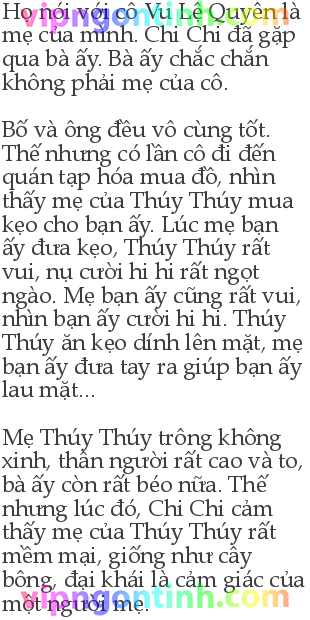 Họ nói với cô Vu Lệ Quyên là
mẹ của mình. Chi Chi đã gặp
qua bà ấy. Bà ấy chắc chắn
không phải mẹ của cô.
Bố và ông đều vô cùng tốt.
Thế nhưng có lần cô đi đến
quán tạp hóa mua đồ, nhìn
thấy mẹ của Thúy Thúy mua
kẹo cho bạn ấy. Lúc mẹ bạn
ấy đưa kẹo, Thúy Thúy rất
vui, nụ cười hi hi rất ngọt
ngào. Mẹ bạn ấy cũng rất vui,
nhìn bạn ấy cười hi hi. Thúy
Thúy ăn kẹo dính lên mặt, mẹ
bạn ấy đưa tay ra giúp bạn ấy
lau mặt...
Mẹ Thúy Thúy trông không
xinh, thân người rất cao và to,
bà ấy còn rất béo nữa. Thế
nhưng lúc đó, Chi Chi cảm
thấy mẹ của Thúy Thúy rất
mềm mại, giống như cây
bông, đại khái là cảm giác của
một người mẹ.
vipngontinh.com
vipngontinh.com